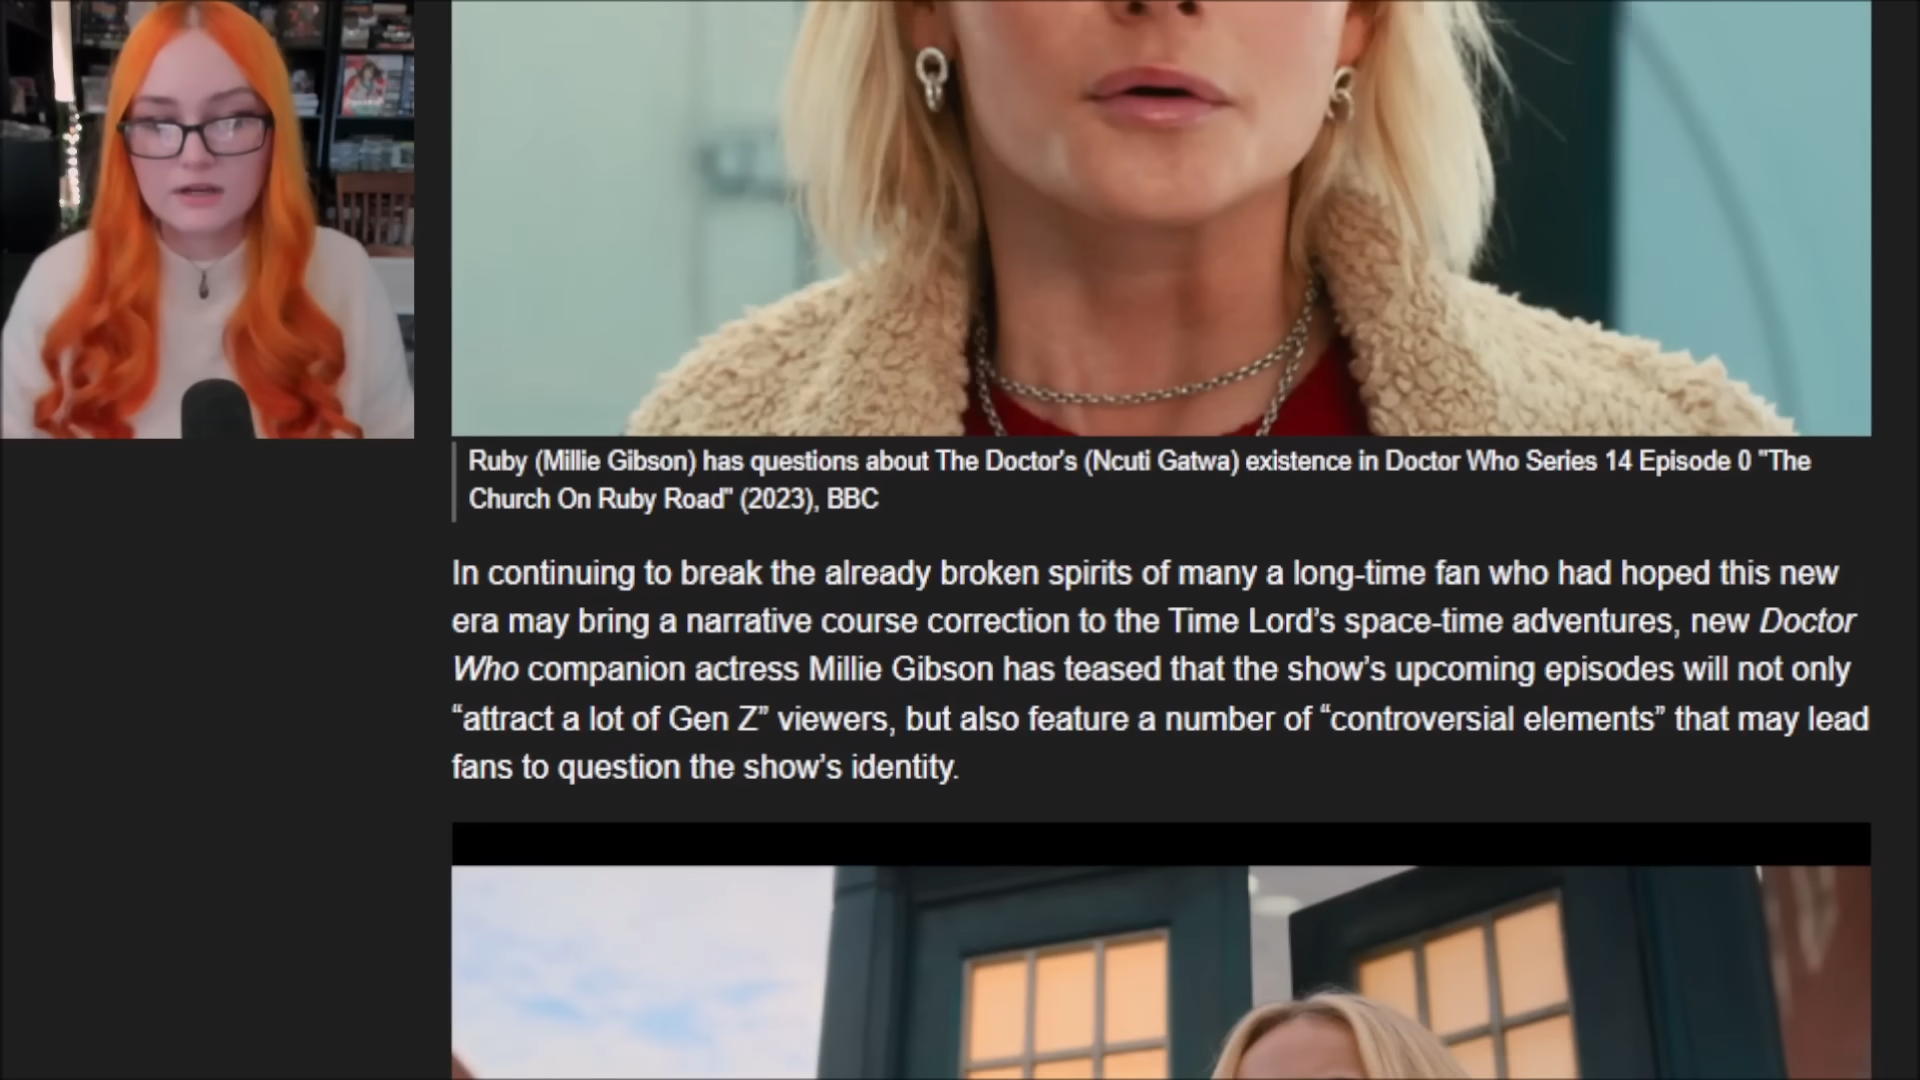 Ruby (Millie Gibson) has questions about The Doctor's (Ncuti Gatwa) existence in Doctor Who Series 14 Episode 0 "The
Church On Ruby Road" (2023), BBC
In continuing to break the already broken spirits of many a long-time fan who had hoped this new
era may bring a narrative course correction to the Time Lord’s space-time adventures, new Doctor
Who companion actress Millie Gibson has teased that the show’s upcoming episodes will not only
“attract a lot of Gen Z” viewers, but also feature a number of “controversial elements” that may lead
fans to question the show’s identity.